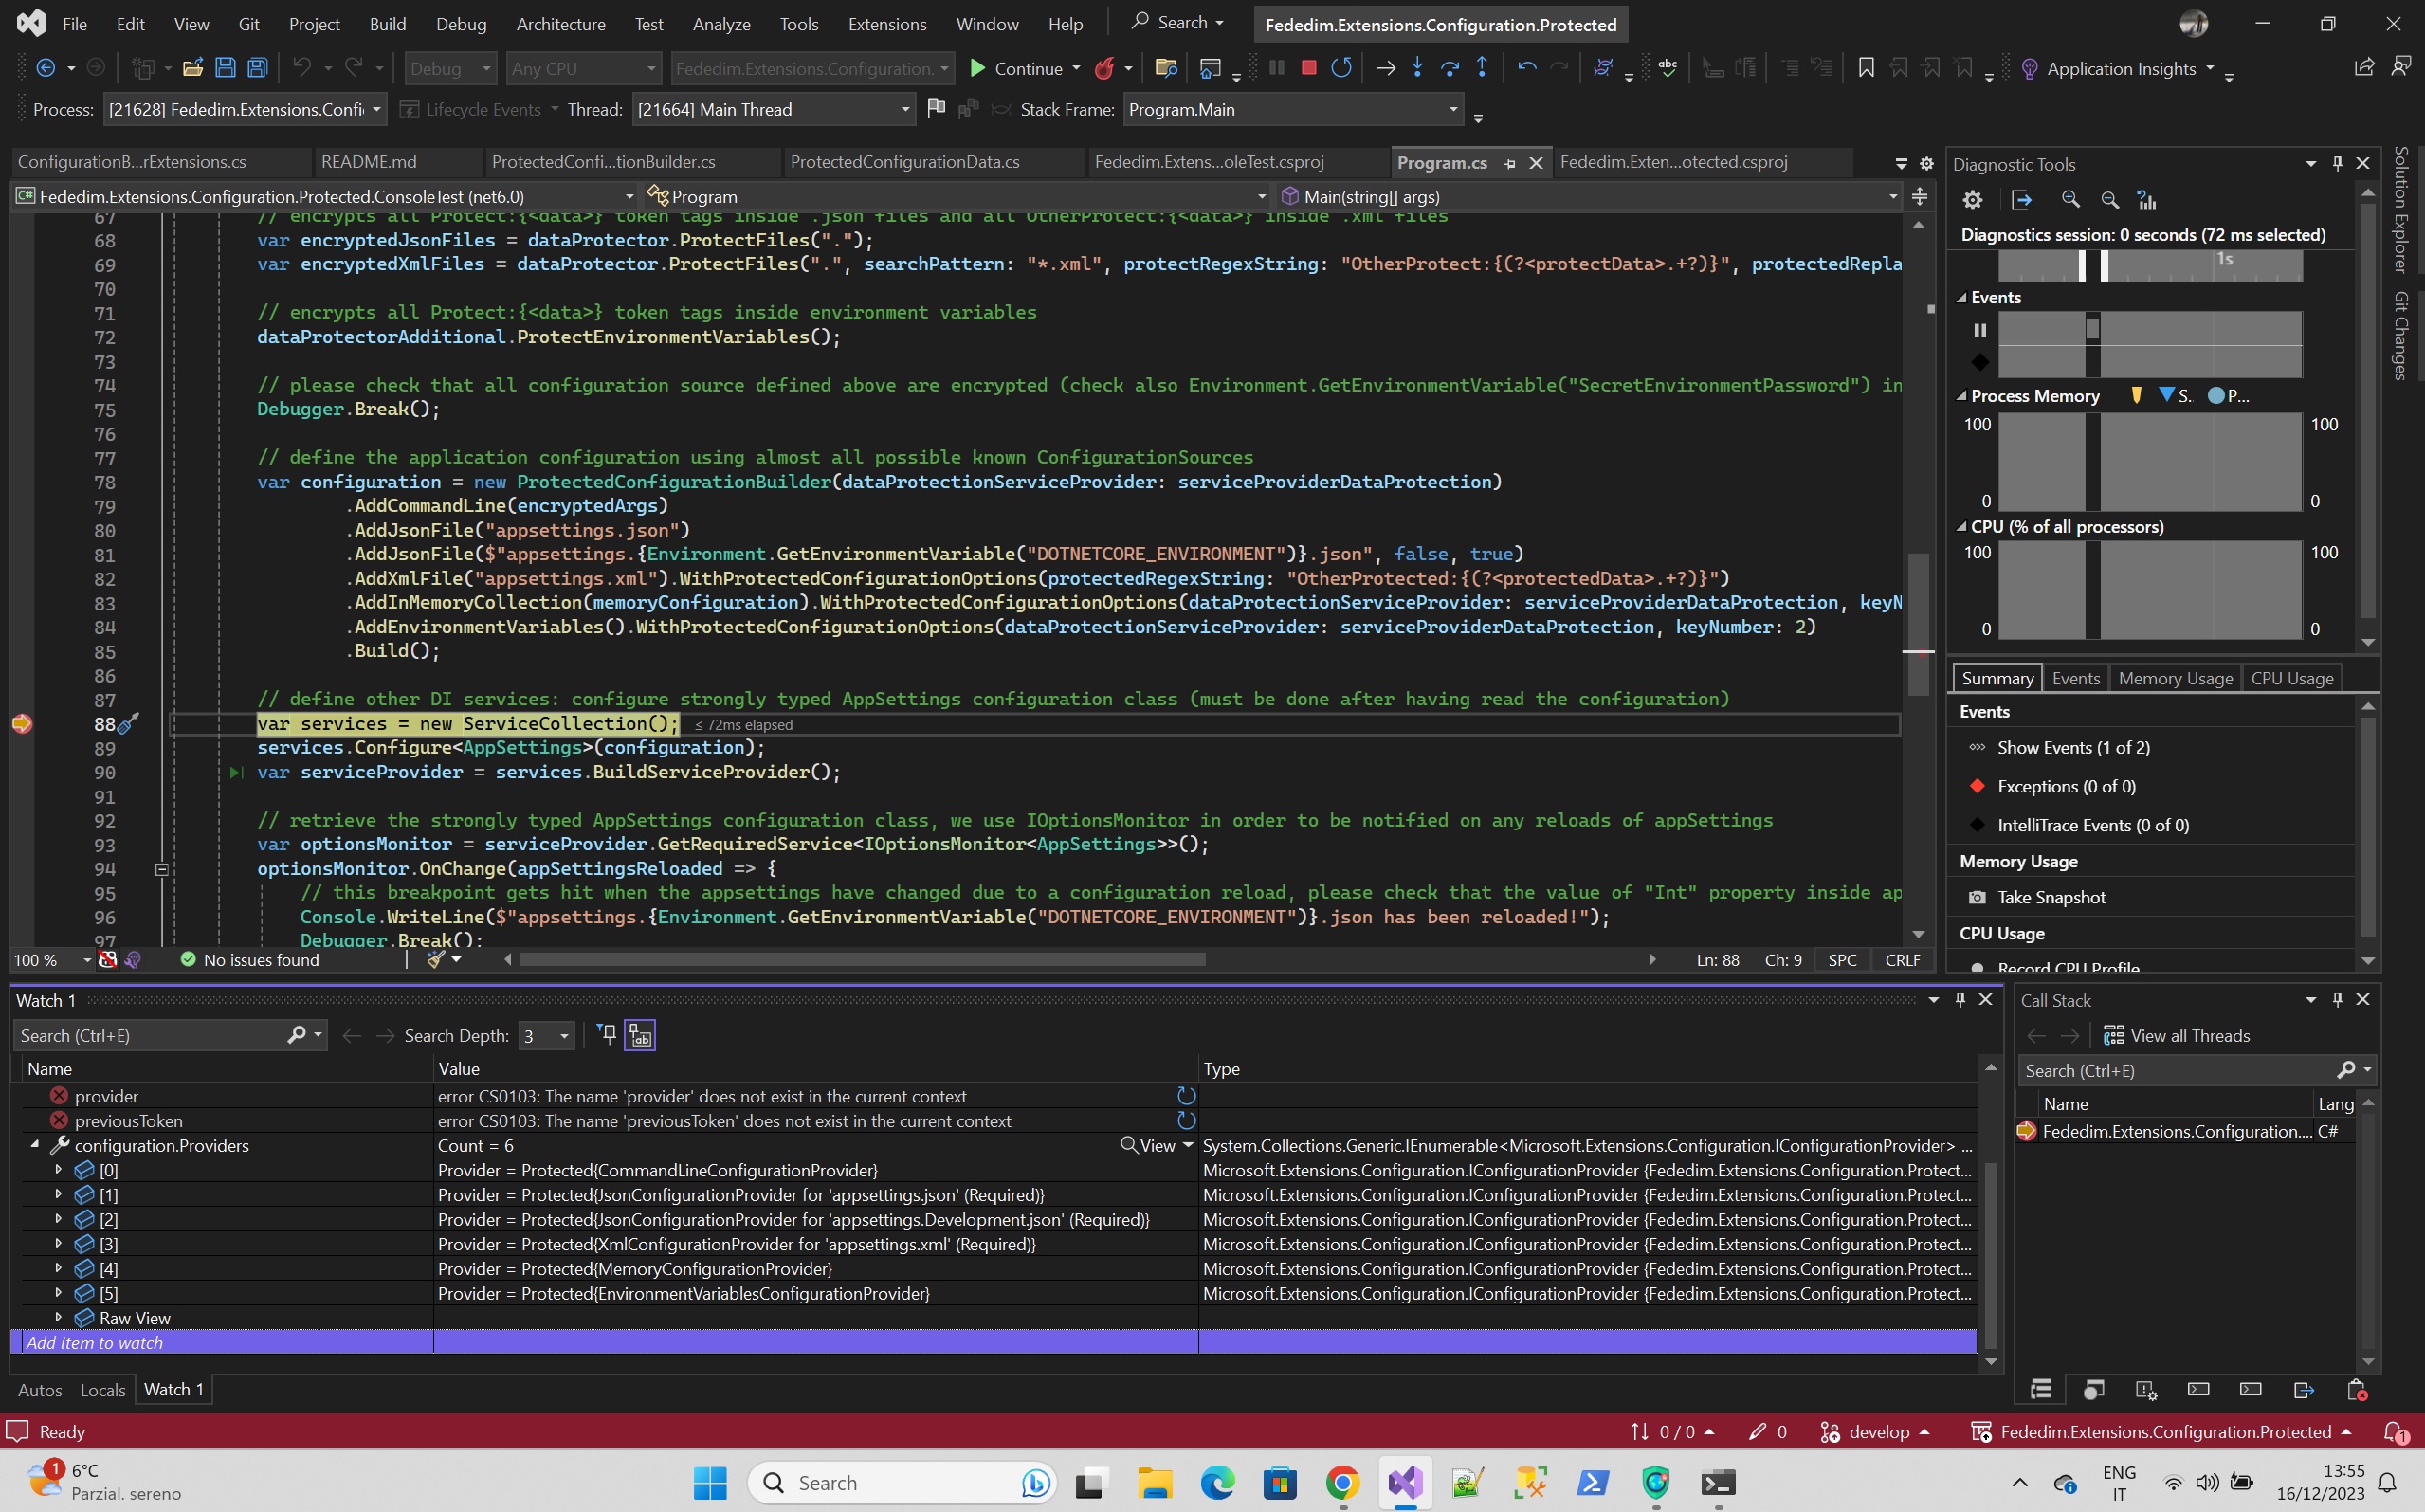 File Edit View Git Project Build Debug Architecture Test Analyze Tools Extensions Window Help Search Fededim.Extensions.Configuration.Protected
Debug Any CPU Fededim.Extensions.Configuration. Continue Application Insights
Process: [21628] Fededim.Extensions.Confi Lifecycle Events Thread: [21664] Main Thread Stack Frame: Program.Main
ConfigurationB...rExtensions.cs README.md ProtectedConfi...tionBuilder.cs ProtectedConfigurationData.cs Fededim.Extens...oleTest.csproj Program.cs Fededim.Exten...otected.csproj
Fededim.Extensions.Configuration.Protected.ConsoleTest (net6.0) Program Main(string[] args)
67 // encrypts all Protect:{<data>} token tags inside .json files and all OtherProtect:{<data>} inside .xml files
68 var encryptedJsonFiles = dataProtector.ProtectFiles(".");
69 var encryptedXmlFiles = dataProtector.ProtectFiles(".", searchPattern: "*.xml", protectRegexString: "OtherProtect:{(?<protectData>.+?)}", protectedRepla
70
71 // encrypts all Protect:{<data>} token tags inside environment variables
72 dataProtectorAdditional.ProtectEnvironmentVariables();
73
74 // please check that all configuration source defined above are encrypted (check also Environment.GetEnvironmentVariable("SecretEnvironmentPassword") in
75 Debugger.Break();
76
77 // define the application configuration using almost all possible known ConfigurationSources
78 var configuration = new ProtectedConfigurationBuilder(dataProtectionServiceProvider: serviceProviderDataProtection)
79 .AddCommandLine(encryptedArgs)
80 .AddJsonFile("appsettings.json")
81 .AddJsonFile($"appsettings.{Environment.GetEnvironmentVariable("DOTNETCORE_ENVIRONMENT")}.json", false, true)
82 .AddXmlFile("appsettings.xml").WithProtectedConfigurationOptions(protectedRegexString: "OtherProtected:{(?<protectedData>.+?)}")
83 .AddInMemoryCollection(memoryConfiguration).WithProtectedConfigurationOptions(dataProtectionServiceProvider: serviceProviderDataProtection, keyN
84 .AddEnvironmentVariables().WithProtectedConfigurationOptions(dataProtectionServiceProvider: serviceProviderDataProtection, keyNumber: 2)
85 .Build();
86
87 // define other DI services: configure strongly typed AppSettings configuration class (must be done after having read the configuration)
88 var services = new ServiceCollection(); ≤ 72ms elapsed
89 services.Configure<AppSettings>(configuration);
90 var serviceProvider = services.BuildServiceProvider();
91
92 // retrieve the strongly typed AppSettings configuration class, we use IOptionsMonitor in order to be notified on any reloads of appSettings
93 var optionsMonitor = serviceProvider.GetRequiredService<IOptionsMonitor<AppSettings>>();
94 optionsMonitor.OnChange(appSettingsReloaded => {
95 // this breakpoint gets hit when the appsettings have changed due to a configuration reload, please check that the value of "Int" property inside ap
96 Console.WriteLine($"appsettings.{Environment.GetEnvironmentVariable("DOTNETCORE_ENVIRONMENT")}.json has been reloaded!");
97 Debugger.Break();
100 % No issues found Ln: 88 Ch: 9 SPC CRLF
Diagnostic Tools
Diagnostics session: 0 seconds (72 ms selected)
1s
Events
Process Memory S.. P...
100 100
0 0
CPU (% of all processors)
100 100
0 0
Summary Events Memory Usage CPU Usage
Events
Show Events (1 of 2)
Exceptions (0 of 0)
IntelliTrace Events (0 of 0)
Memory Usage
Take Snapshot
CPU Usage
Record CPU Profile
Solution Explorer
Git Changes
Watch 1
Search (Ctrl+E) Search Depth: 3
Name Value Type
provider error CS0103: The name 'provider' does not exist in the current context
previousToken error CS0103: The name 'previousToken' does not exist in the current context
configuration.Providers Count = 6 View System.Collections.Generic.IEnumerable<Microsoft.Extensions.Configuration.IConfigurationProvider> ...
[0] Provider = Protected{CommandLineConfigurationProvider} Microsoft.Extensions.Configuration.IConfigurationProvider {Fededim.Extensions.Configuration.Protect...
[1] Provider = Protected{JsonConfigurationProvider for 'appsettings.json' (Required)} Microsoft.Extensions.Configuration.IConfigurationProvider {Fededim.Extensions.Configuration.Protect...
[2] Provider = Protected{JsonConfigurationProvider for 'appsettings.Development.json' (Required)} Microsoft.Extensions.Configuration.IConfigurationProvider {Fededim.Extensions.Configuration.Protect...
[3] Provider = Protected{XmlConfigurationProvider for 'appsettings.xml' (Required)} Microsoft.Extensions.Configuration.IConfigurationProvider {Fededim.Extensions.Configuration.Protect...
[4] Provider = Protected{MemoryConfigurationProvider} Microsoft.Extensions.Configuration.IConfigurationProvider {Fededim.Extensions.Configuration.Protect...
[5] Provider = Protected{EnvironmentVariablesConfigurationProvider} Microsoft.Extensions.Configuration.IConfigurationProvider {Fededim.Extensions.Configuration.Protect...
Raw View
Add item to watch
Autos Locals Watch 1
Call Stack
View all Threads
Search (Ctrl+E)
Name Lang
Fededim.Extensions.Configuration.... C#
Ready 0 / 0 0 develop Fededim.Extensions.Configuration.Protected 1
1 6°C
Parzial. sereno
Search
ENG
IT
13:55
16/12/2023